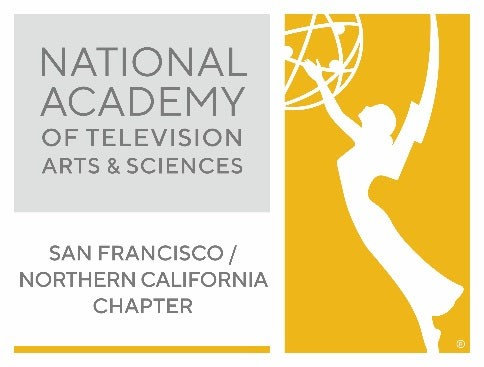 NATIONAL
ACADEMY
OF TELEVISION
ARTS & SCIENCES
SAN FRANCISCO /
NORTHERN CALIFORNIA
CHAPTER
®